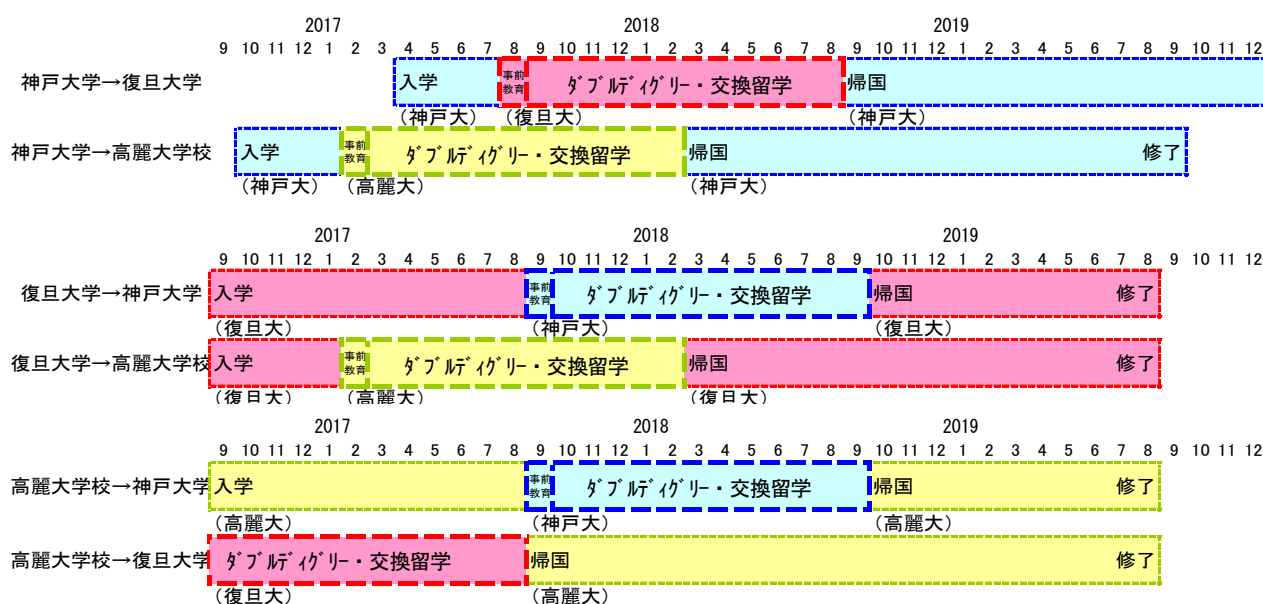 2017 2018 2019
9 10 11 12 1 2 3 4 5 6 7 8 9 10 11 12 1 2 3 4 5 6 7 8 9 10 11 12 1 2 3 4 5 6 7 8 9 10 11 12
神戸大学→復旦大学 入学 事前教育 ダブルディグリー・交換留学 帰国
(神戸大) (復旦大) (神戸大)
神戸大学→高麗大学校 入学 事前教育 ダブルディグリー・交換留学 帰国 修了
(神戸大) (高麗大) (神戸大)
2017 2018 2019
9 10 11 12 1 2 3 4 5 6 7 8 9 10 11 12 1 2 3 4 5 6 7 8 9 10 11 12 1 2 3 4 5 6 7 8 9 10 11 12
復旦大学→神戸大学 入学 事前教育 ダブルディグリー・交換留学 帰国 修了
(復旦大) (神戸大) (復旦大)
復旦大学→高麗大学校 入学 事前教育 ダブルディグリー・交換留学 帰国 修了
(復旦大) (高麗大) (復旦大)
2017 2018 2019
9 10 11 12 1 2 3 4 5 6 7 8 9 10 11 12 1 2 3 4 5 6 7 8 9 10 11 12 1 2 3 4 5 6 7 8 9 10 11 12
高麗大学校→神戸大学 入学 事前教育 ダブルディグリー・交換留学 帰国 修了
(高麗大) (神戸大) (高麗大)
高麗大学校→復旦大学 ダブルディグリー・交換留学 帰国 修了
(復旦大) (高麗大)